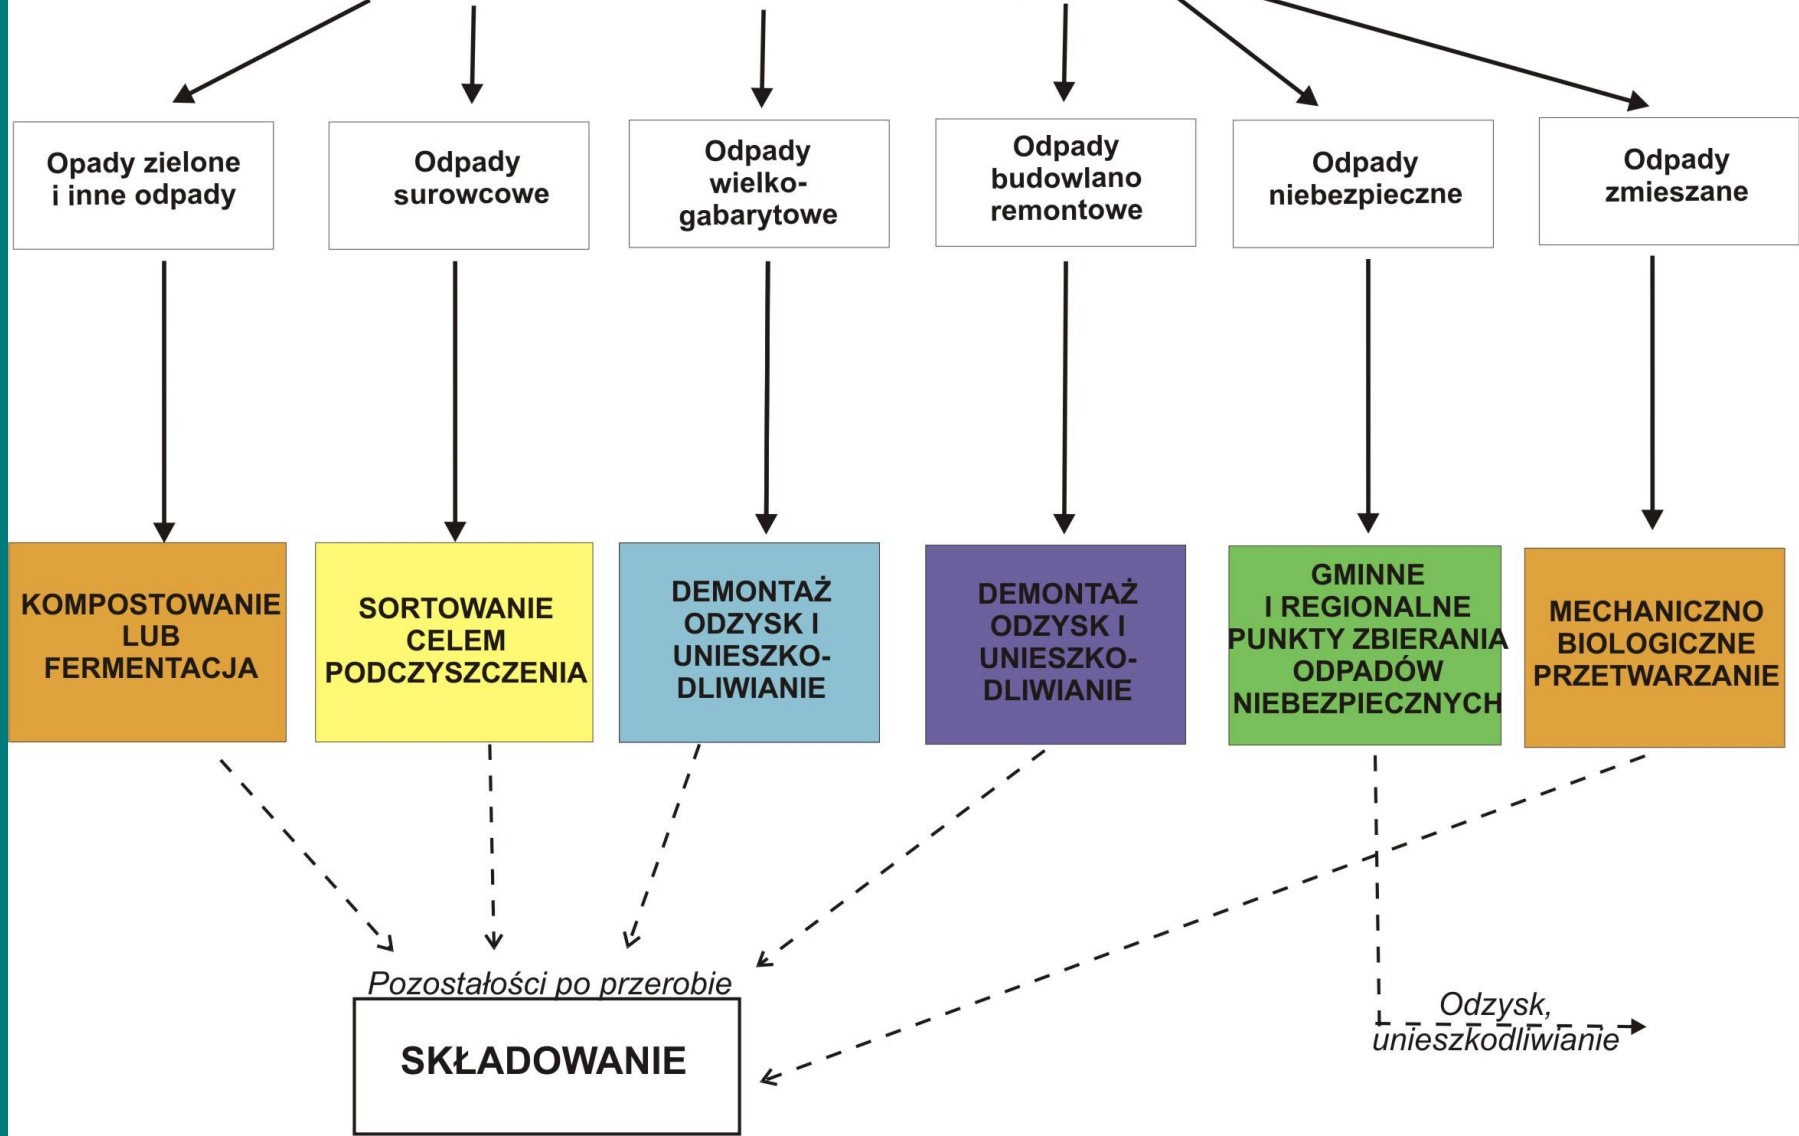 Opady zielone
i inne odpady
Odpady
surowcowe
Odpady
wielko-
gabarytowe
Odpady
budowlano
remontowe
Odpady
niebezpieczne
Odpady
zmieszane
KOMPOSTOWANIE
LUB
FERMENTACJA
SORTOWANIE
CELEM
PODCZYSZCZENIA
DEMONTAŻ
ODZYSK I
UNIESZKO-
DLIWIANIE
DEMONTAŻ
ODZYSK I
UNIESZKO-
DLIWIANIE
GMINNE
I REGIONALNE
PUNKTY ZBIERANIA
ODPADÓW
NIEBEZPIECZNYCH
MECHANICZNO
BIOLOGICZNE
PRZETWARZANIE
Pozostałości po przerobie
SKŁADOWANIE
Odzysk,
unieszkodliwianie